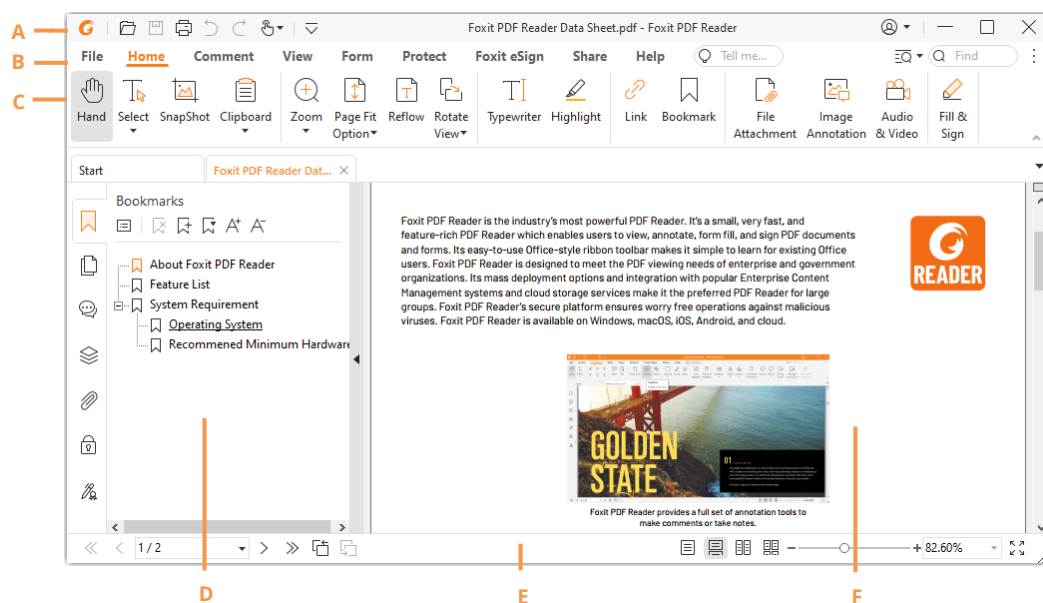 A
Foxit PDF Reader Data Sheet.pdf - Foxit PDF Reader
B
File Home Comment View Form Protect Foxit eSign Share Help Tell me... Find
C
Hand Select SnapShot Clipboard Zoom Page Fit Option Reflow Rotate View Typewriter Highlight Link Bookmark File Attachment Image Annotation Audio & Video Fill & Sign
Start Foxit PDF Reader Dat...
Bookmarks
About Foxit PDF Reader
Feature List
System Requirement
Operating System
Recommened Minimum Hardware
Foxit PDF Reader is the industry's most powerful PDF Reader. It's a small, very fast, and
feature-rich PDF Reader which enables users to view, annotate, form fill, and sign PDF documents
and forms. Its easy-to-use Office-style ribbon toolbar makes it simple to learn for existing Office
users. Foxit PDF Reader is designed to meet the PDF viewing needs of enterprise and government
organizations. Its mass deployment options and integration with popular Enterprise Content
Management systems and cloud storage services make it the preferred PDF Reader for large
groups. Foxit PDF Reader's secure platform ensures worry free operations against malicious
viruses. Foxit PDF Reader is available on Windows, macOS, iOS, Android, and cloud.
READER
GOLDEN
STATE
01
Foxit PDF Reader provides a full set of annotation tools to
make comments or take notes.
1 / 2
82.60%
D
E
F